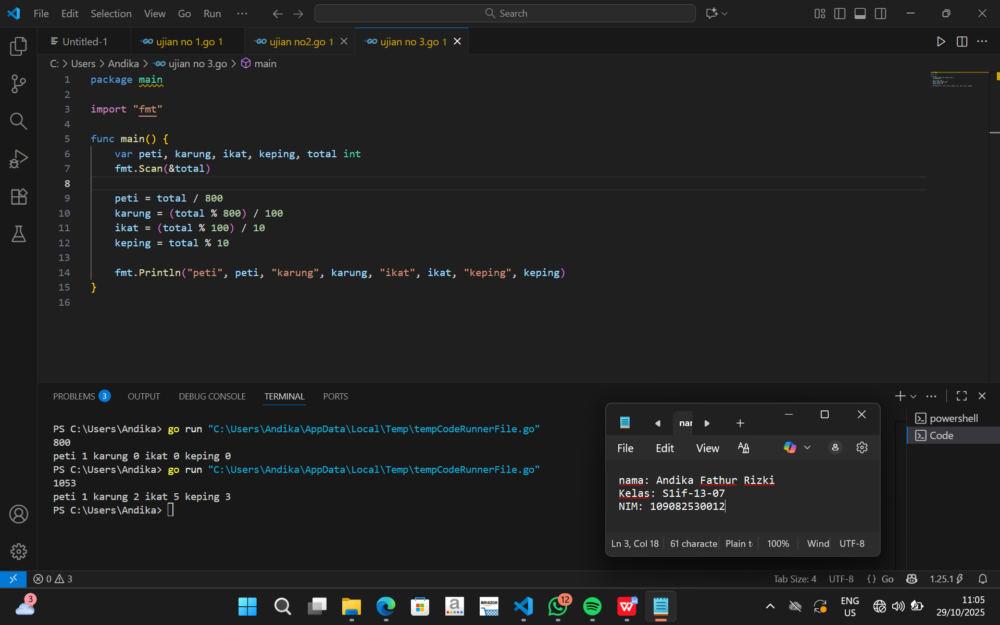 File Edit Selection View Go Run ··· Search
Untitled-1 ujian no 1.go 1 ujian no2.go 1 ujian no 3.go 1
C: > Users > Andika > ujian no 3.go > main
1 package main
2
3 import "fmt"
4
5 func main() {
6 var peti, karung, ikat, keping, total int
7 fmt.Scan(&total)
8
9 peti = total / 800
10 karung = (total % 800) / 100
11 ikat = (total % 100) / 10
12 keping = total % 10
13
14 fmt.Println("peti", peti, "karung", karung, "ikat", ikat, "keping", keping)
15 }
16
PROBLEMS 3 OUTPUT DEBUG CONSOLE TERMINAL PORTS
PS C:\Users\Andika> go run "C:\Users\Andika\AppData\Local\Temp\tempCodeRunnerFile.go"
800
peti 1 karung 0 ikat 0 keping 0
PS C:\Users\Andika> go run "C:\Users\Andika\AppData\Local\Temp\tempCodeRunnerFile.go"
1053
peti 1 karung 2 ikat 5 keping 3
PS C:\Users\Andika>
powershell
Code
nar
File Edit View
nama: Andika Fathur Rizki
Kelas: S1if-13-07
NIM: 109082530012
Ln 3, Col 18 61 characte Plain t 100% Wind UTF-8
0 3 Tab Size: 4 UTF-8 {} Go 1.25.1
3 amazon 12 ENG US 11:05
29/10/2025